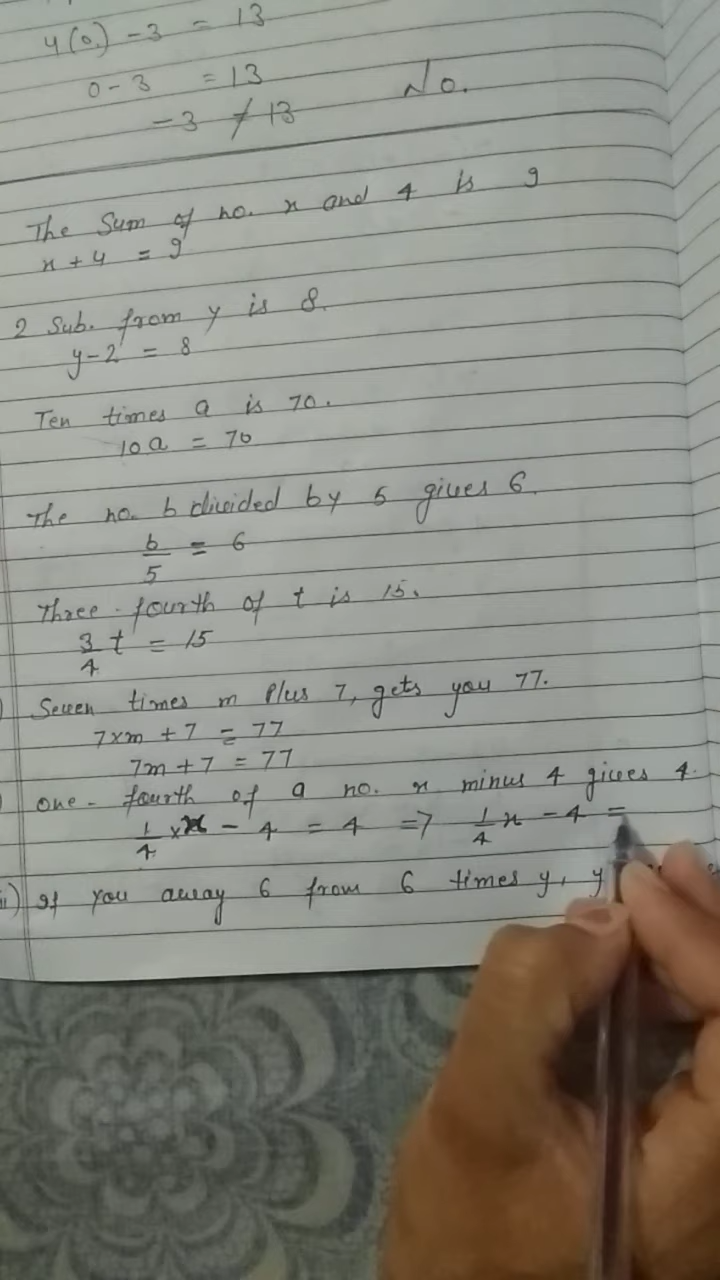 4(0) - 3 = 13
0 - 3 = 13
-3 ≠ 13 No.
The Sum of no. x and 4 is 9
x + 4 = 9
2 Sub. from y is 8.
y - 2 = 8
Ten times a is 70.
10a = 70
The no. b divided by 5 gives 6.
b/5 = 6
Three-fourth of t is 15.
3/4 t = 15
) Seven times m Plus 7, gets you 77.
7xm + 7 = 77
7m + 7 = 77
) one-fourth of a no. x minus 4 gives 4.
1/4 × x - 4 = 4 => 1/4 x - 4 =
ii) If you away 6 from 6 times y, y